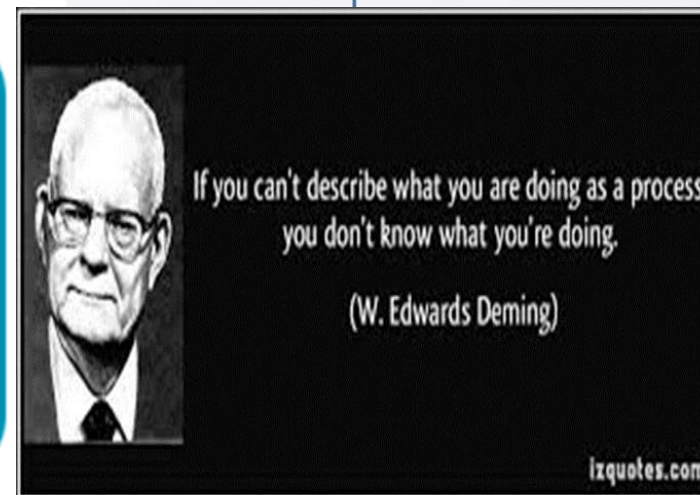 If you can't describe what you are doing as a process
you don't know what you're doing.
(W. Edwards Deming)
izquotes.com